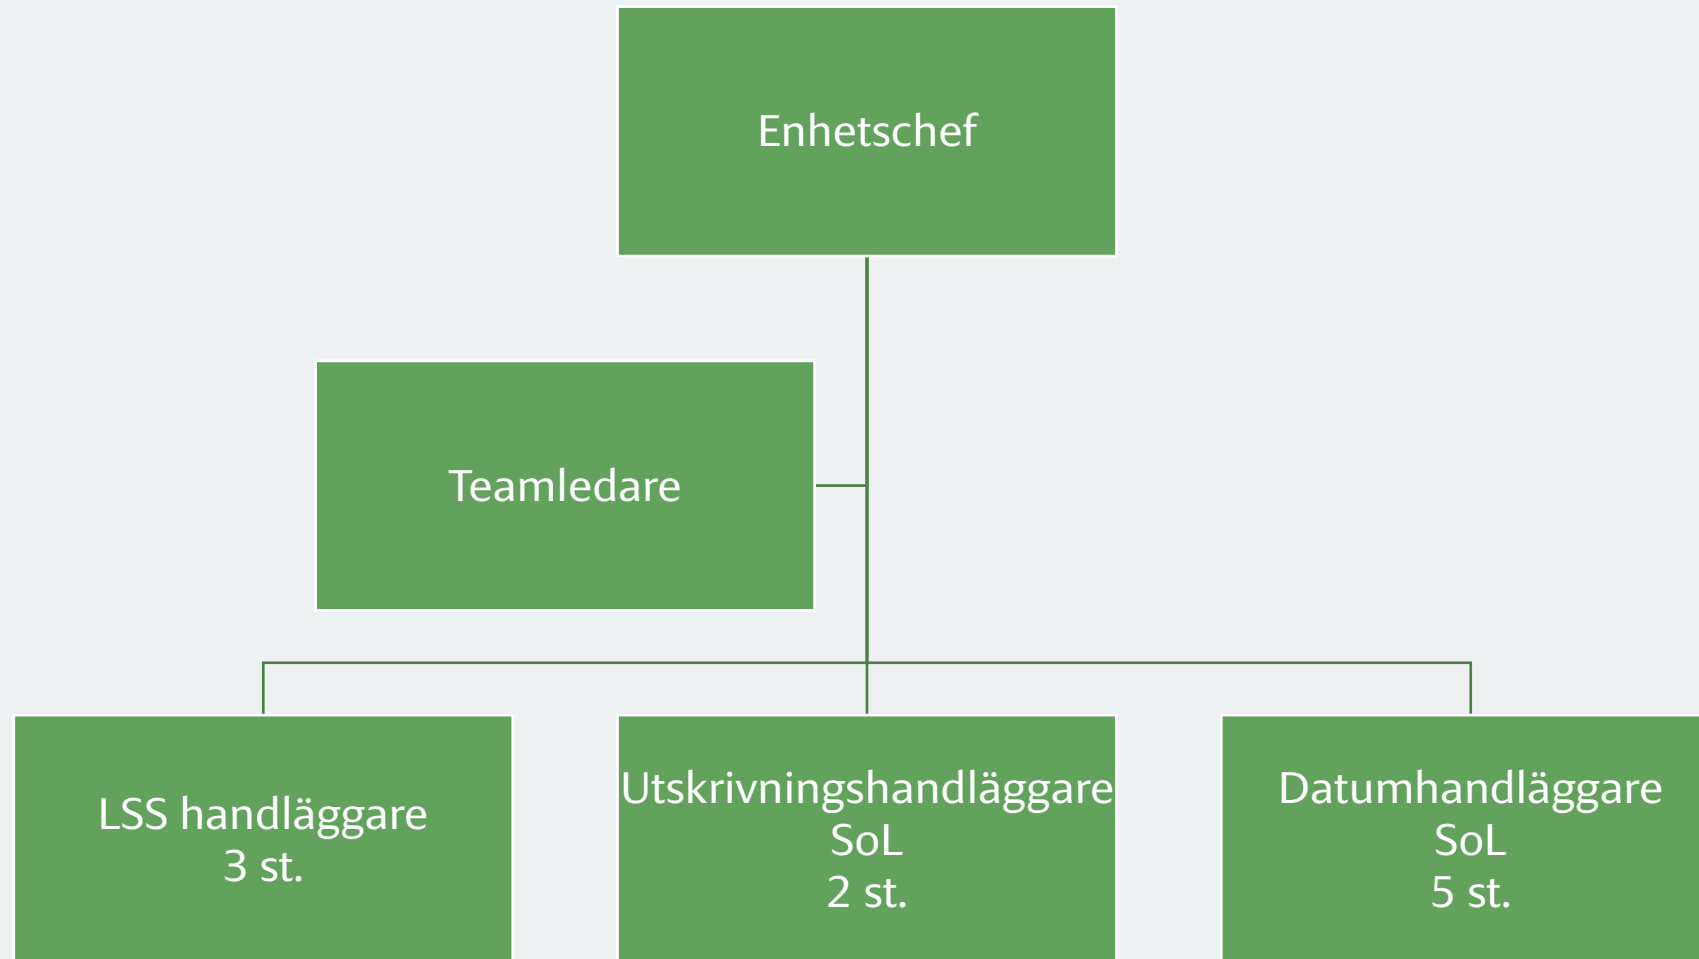 Enhetschef
Teamledare
LSS handläggare
3 st.
Utskrivningshandläggare
SoL
2 st.
Datumhandläggare
SoL
5 st.